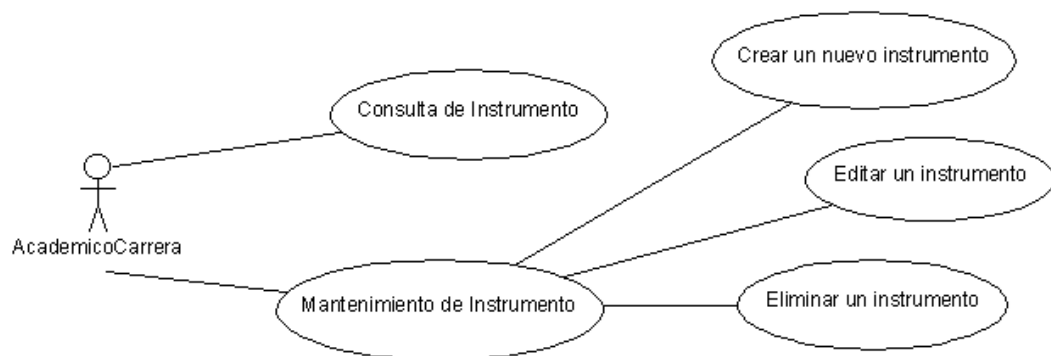 Crear un nuevo instrumento
Consulta de Instrumento
Editar un instrumento
AcademicoCarrera
Mantenimiento de Instrumento
Eliminar un instrumento